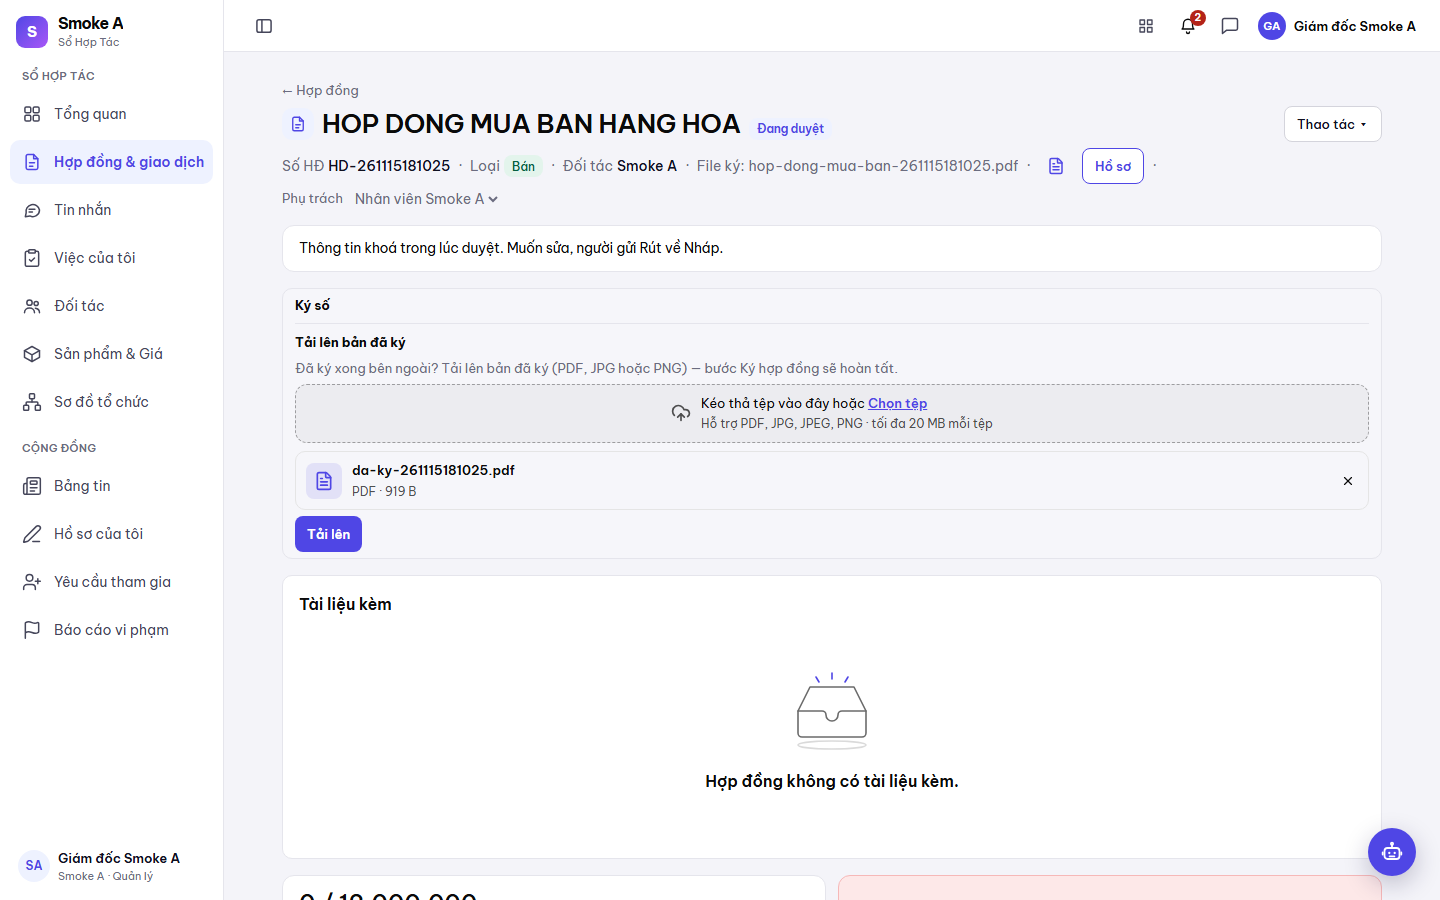 S
Smoke A
Sổ Hợp Tác
SỔ HỢP TÁC
Tổng quan
Hợp đồng & giao dịch
Tin nhắn
Việc của tôi
Đối tác
Sản phẩm & Giá
Sơ đồ tổ chức
CỘNG ĐỒNG
Bảng tin
Hồ sơ của tôi
Yêu cầu tham gia
Báo cáo vi phạm
SA
Giám đốc Smoke A
Smoke A · Quản lý
2
GA
Giám đốc Smoke A
← Hợp đồng
HOP DONG MUA BAN HANG HOA
Đang duyệt
Thao tác
Số HĐ HD-261115181025 · Loại Bán · Đối tác Smoke A · File ký: hop-dong-mua-ban-261115181025.pdf · Hồ sơ ·
Phụ trách Nhân viên Smoke A
Thông tin khoá trong lúc duyệt. Muốn sửa, người gửi Rút về Nháp.
Ký số
Tải lên bản đã ký
Đã ký xong bên ngoài? Tải lên bản đã ký (PDF, JPG hoặc PNG) — bước Ký hợp đồng sẽ hoàn tất.
Kéo thả tệp vào đây hoặc Chọn tệp
Hỗ trợ PDF, JPG, JPEG, PNG · tối đa 20 MB mỗi tệp
da-ky-261115181025.pdf
PDF · 919 B
Tải lên
Tài liệu kèm
Hợp đồng không có tài liệu kèm.
0 / 12.000.000